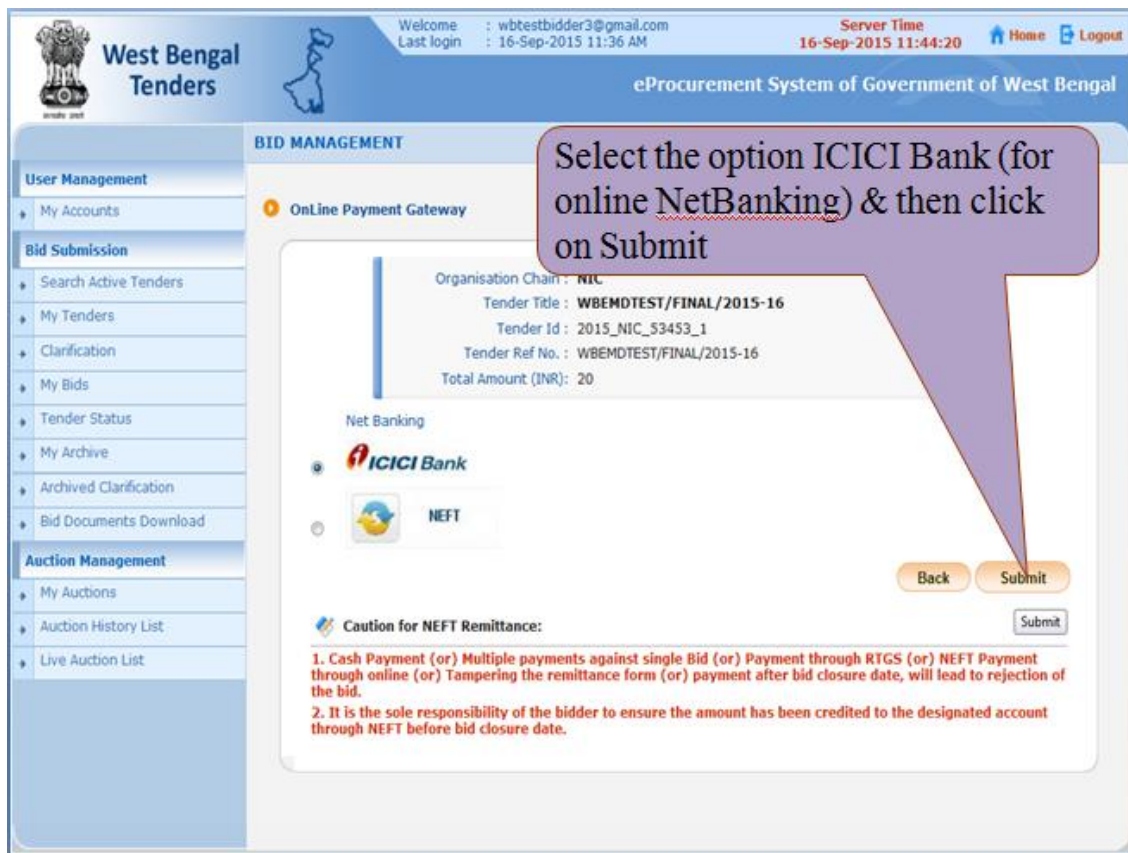 West Bengal
Tenders
Welcome : wbtestbidder3@gmail.com
Last login : 16-Sep-2015 11:36 AM
Server Time
16-Sep-2015 11:44:20
Home Logout
eProcurement System of Government of West Bengal
BID MANAGEMENT
Select the option ICICI Bank (for
online NetBanking) & then click
on Submit
User Management
My Accounts
Bid Submission
Search Active Tenders
My Tenders
Clarification
My Bids
Tender Status
My Archive
Archived Clarification
Bid Documents Download
Auction Management
My Auctions
Auction History List
Live Auction List
OnLine Payment Gateway
Organisation Chain : NIC
Tender Title : WBEMDTEST/FINAL/2015-16
Tender Id : 2015_NIC_53453_1
Tender Ref No. : WBEMDTEST/FINAL/2015-16
Total Amount (INR): 20
Net Banking
ICICI Bank
NEFT
Back Submit
Submit
Caution for NEFT Remittance:
1. Cash Payment (or) Multiple payments against single Bid (or) Payment through RTGS (or) NEFT Payment
through online (or) Tampering the remittance form (or) payment after bid closure date, will lead to rejection of
the bid.
2. It is the sole responsibility of the bidder to ensure the amount has been credited to the designated account
through NEFT before bid closure date.